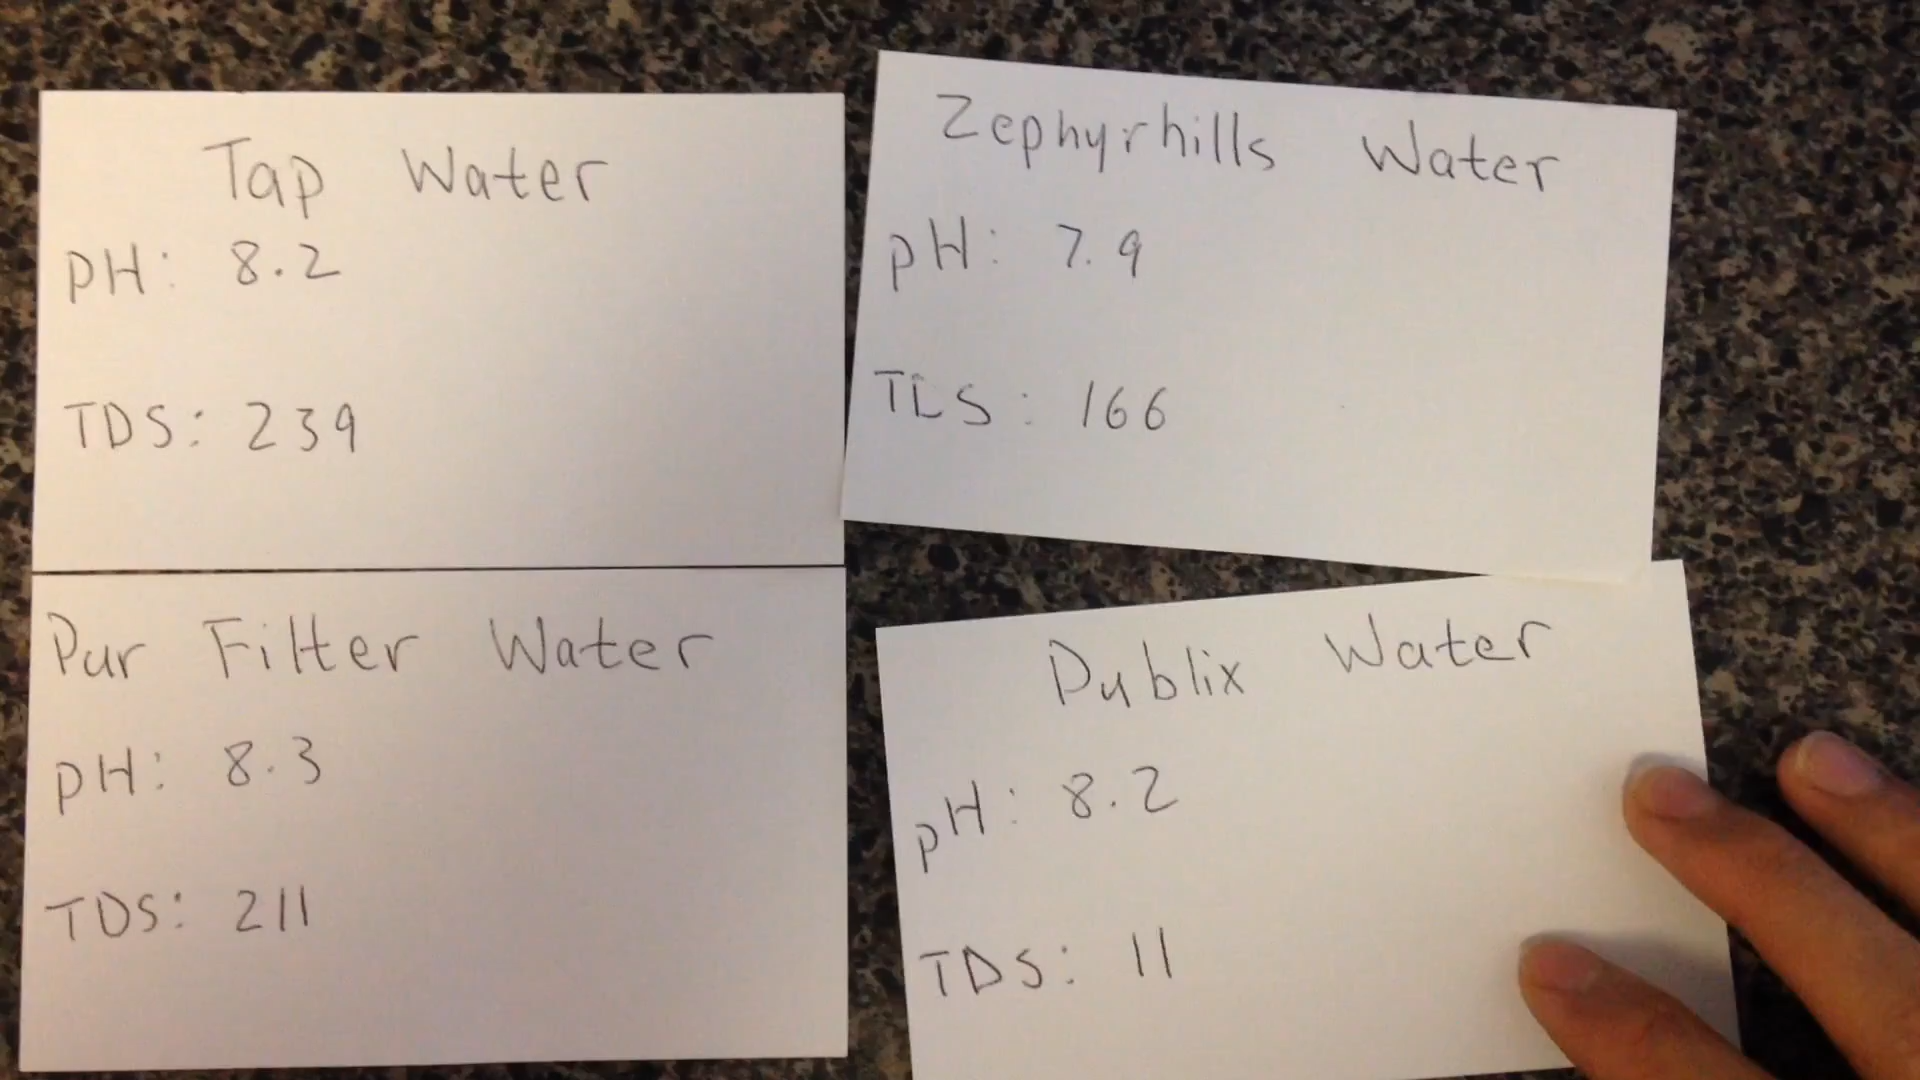 Tap Water
pH: 8.2
TDS: 239
Zephyrhills Water
pH: 7.9
TDS: 166
Pur Filter Water
pH: 8.3
TDS: 211
Publix Water
pH: 8.2
TDS: 11